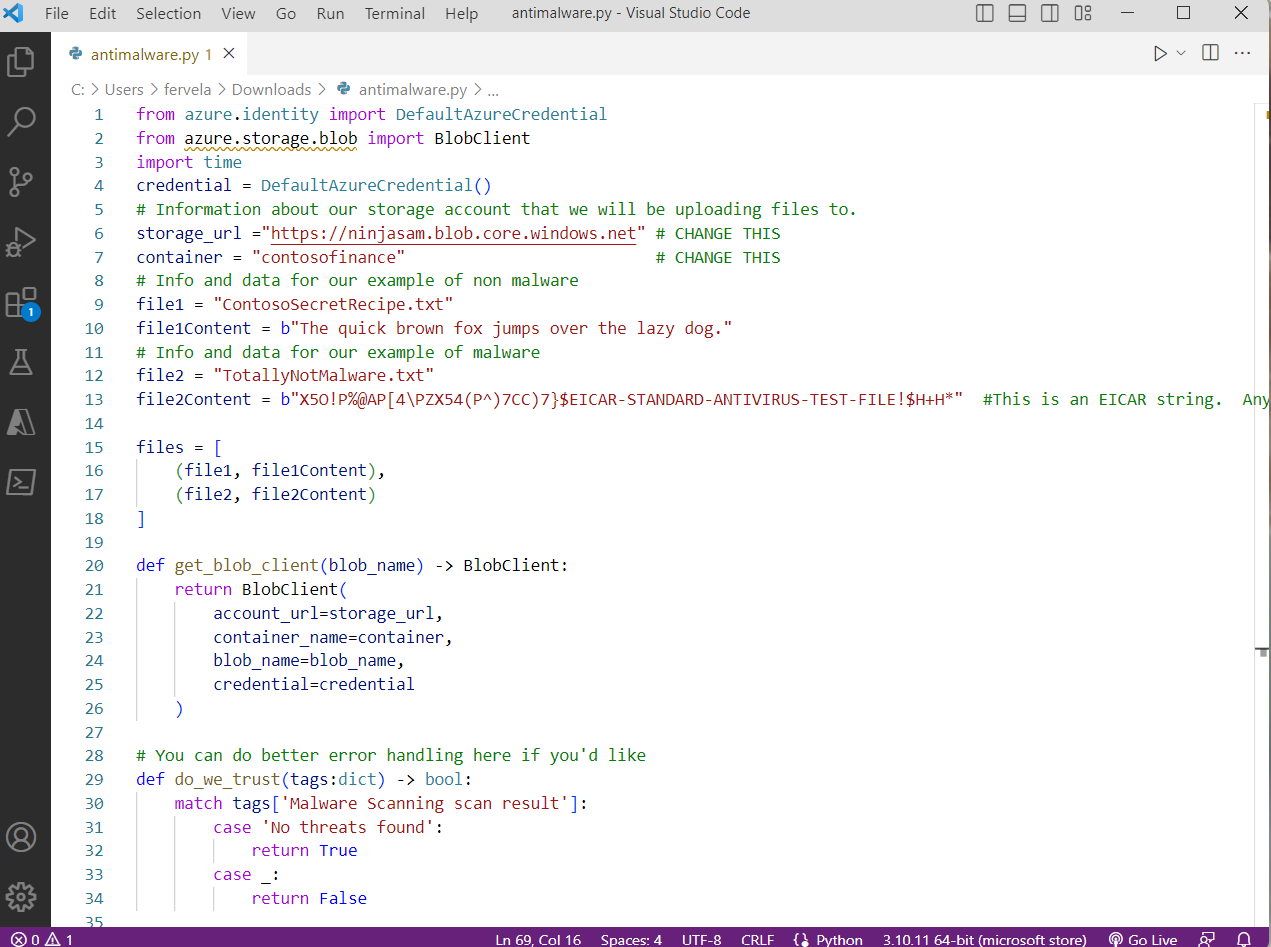 File Edit Selection View Go Run Terminal Help antimalware.py - Visual Studio Code
antimalware.py 1
C: > Users > fervela > Downloads > antimalware.py > ...
1 from azure.identity import DefaultAzureCredential
2 from azure.storage.blob import BlobClient
3 import time
4 credential = DefaultAzureCredential()
5 # Information about our storage account that we will be uploading files to.
6 storage_url ="https://ninjasam.blob.core.windows.net" # CHANGE THIS
7 container = "contosofinance" # CHANGE THIS
8 # Info and data for our example of non malware
9 file1 = "ContosoSecretRecipe.txt"
10 file1Content = b"The quick brown fox jumps over the lazy dog."
11 # Info and data for our example of malware
12 file2 = "TotallyNotMalware.txt"
13 file2Content = b"X5O!P%@AP[4\PZX54(P^)7CC)7}$EICAR-STANDARD-ANTIVIRUS-TEST-FILE!$H+H*" #This is an EICAR string. Any
14
15 files = [
16 (file1, file1Content),
17 (file2, file2Content)
18 ]
19
20 def get_blob_client(blob_name) -> BlobClient:
21 return BlobClient(
22 account_url=storage_url,
23 container_name=container,
24 blob_name=blob_name,
25 credential=credential
26 )
27
28 # You can do better error handling here if you'd like
29 def do_we_trust(tags:dict) -> bool:
30 match tags['Malware Scanning scan result']:
31 case 'No threats found':
32 return True
33 case _:
34 return False
35
1
0 1 Ln 69, Col 16 Spaces: 4 UTF-8 CRLF Python 3.10.11 64-bit (microsoft store) Go Live